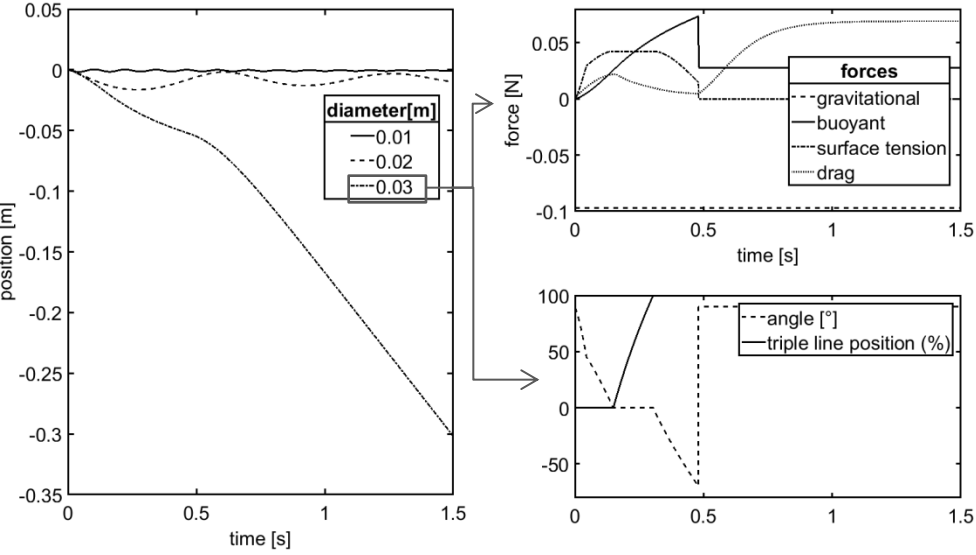 0.05
0
-0.05
-0.1
-0.15
-0.2
-0.25
-0.3
-0.35
position [m]
0
0.5
1
1.5
time [s]
diameter[m]
0.01
0.02
0.03
0.05
0
-0.05
-0.1
force [N]
0
0.5
1
1.5
time [s]
forces
gravitational
buoyant
surface tension
drag
100
50
0
-50
0
0.5
1
1.5
angle [°]
triple line position (%)